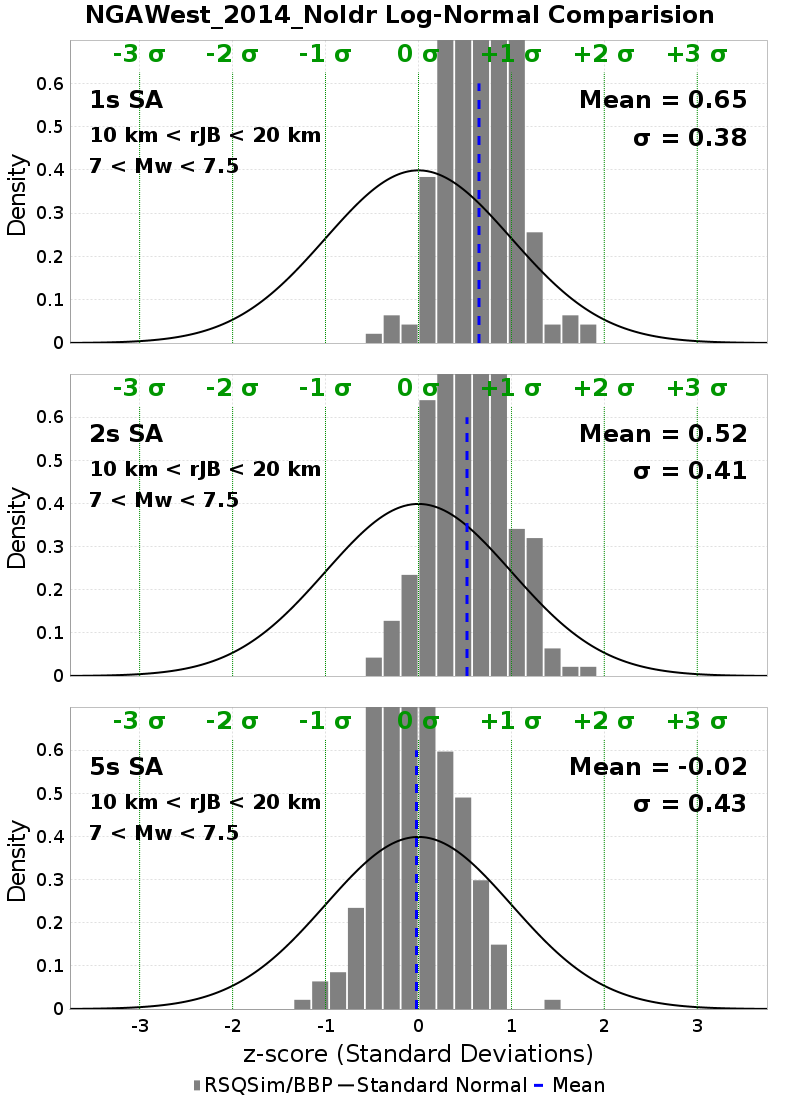 NGAWest_2014_NoIdr Log-Normal Comparision
-3 σ -2 σ -1 σ 0 σ +1 σ +2 σ +3 σ
0.6
1s SA Mean = 0.65
0.5
10 km < rJB < 20 km σ = 0.38
7 < Mw < 7.5
0.4
0.3
0.2
0.1
0
Density
-3 σ -2 σ -1 σ 0 σ +1 σ +2 σ +3 σ
0.6
2s SA Mean = 0.52
0.5
10 km < rJB < 20 km σ = 0.41
7 < Mw < 7.5
0.4
0.3
0.2
0.1
0
Density
-3 σ -2 σ -1 σ 0 σ +1 σ +2 σ +3 σ
0.6
5s SA Mean = -0.02
0.5
10 km < rJB < 20 km σ = 0.43
7 < Mw < 7.5
0.4
0.3
0.2
0.1
0
Density
-3 -2 -1 0 1 2 3
z-score (Standard Deviations)
RSQSim/BBP Standard Normal Mean